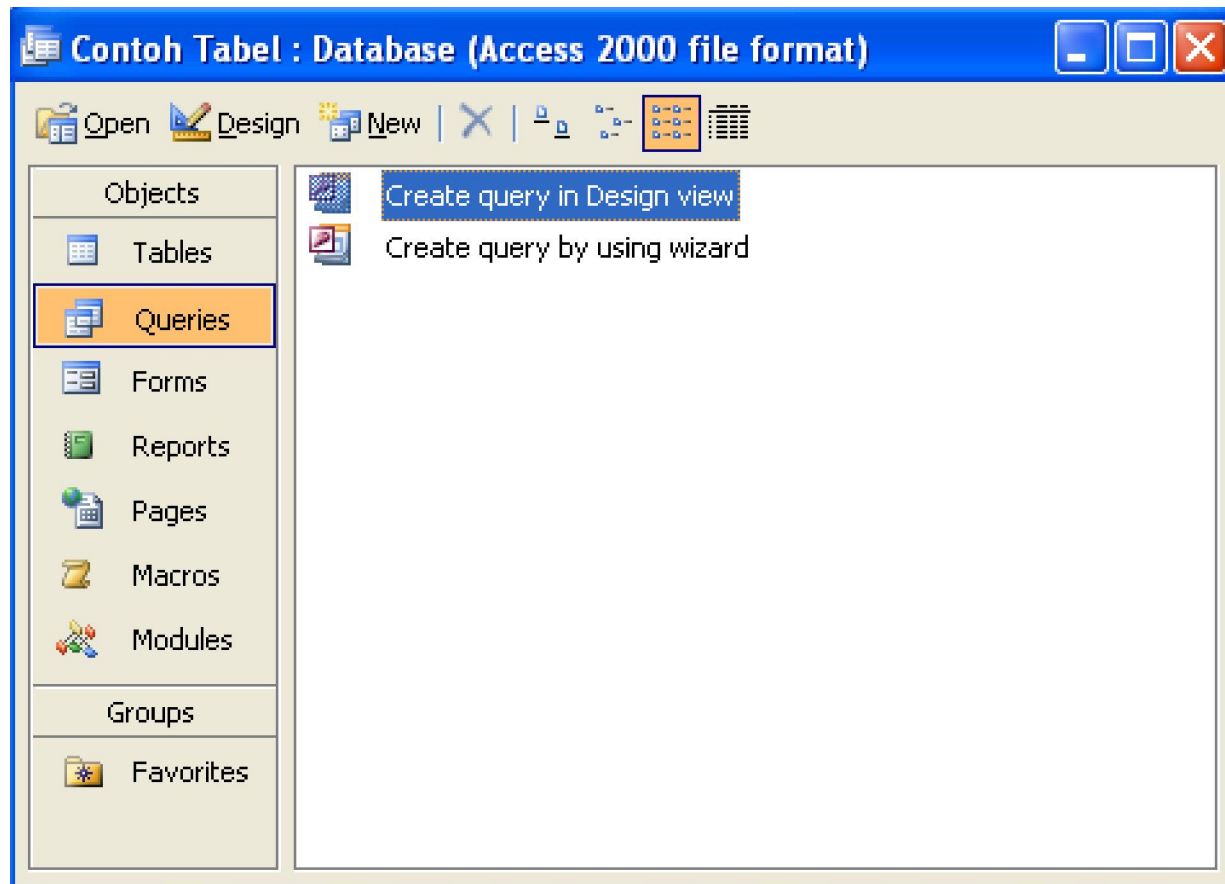 Contoh Tabel : Database (Access 2000 file format)
Open Design New
Objects
Tables
Queries
Forms
Reports
Pages
Macros
Modules
Groups
Favorites
Create query in Design view
Create query by using wizard